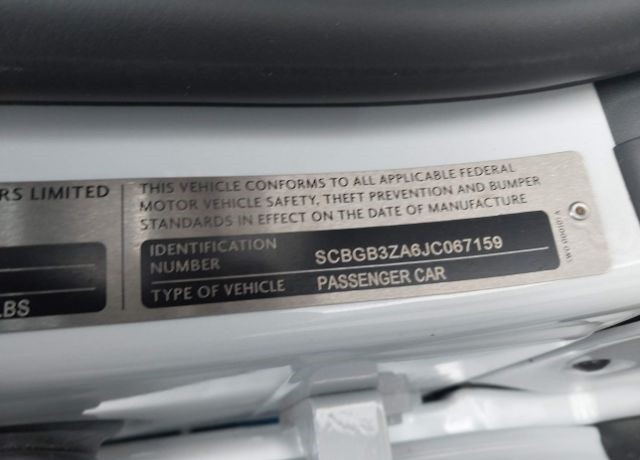 RS LIMITED
THIS VEHICLE CONFORMS TO ALL APPLICABLE FEDERAL
MOTOR VEHICLE SAFETY, THEFT PREVENTION AND BUMPER
STANDARDS IN EFFECT ON THE DATE OF MANUFACTURE
IDENTIFICATION
NUMBER
SCBGB3ZA6JC067159
LBS
TYPE OF VEHICLE
PASSENGER CAR